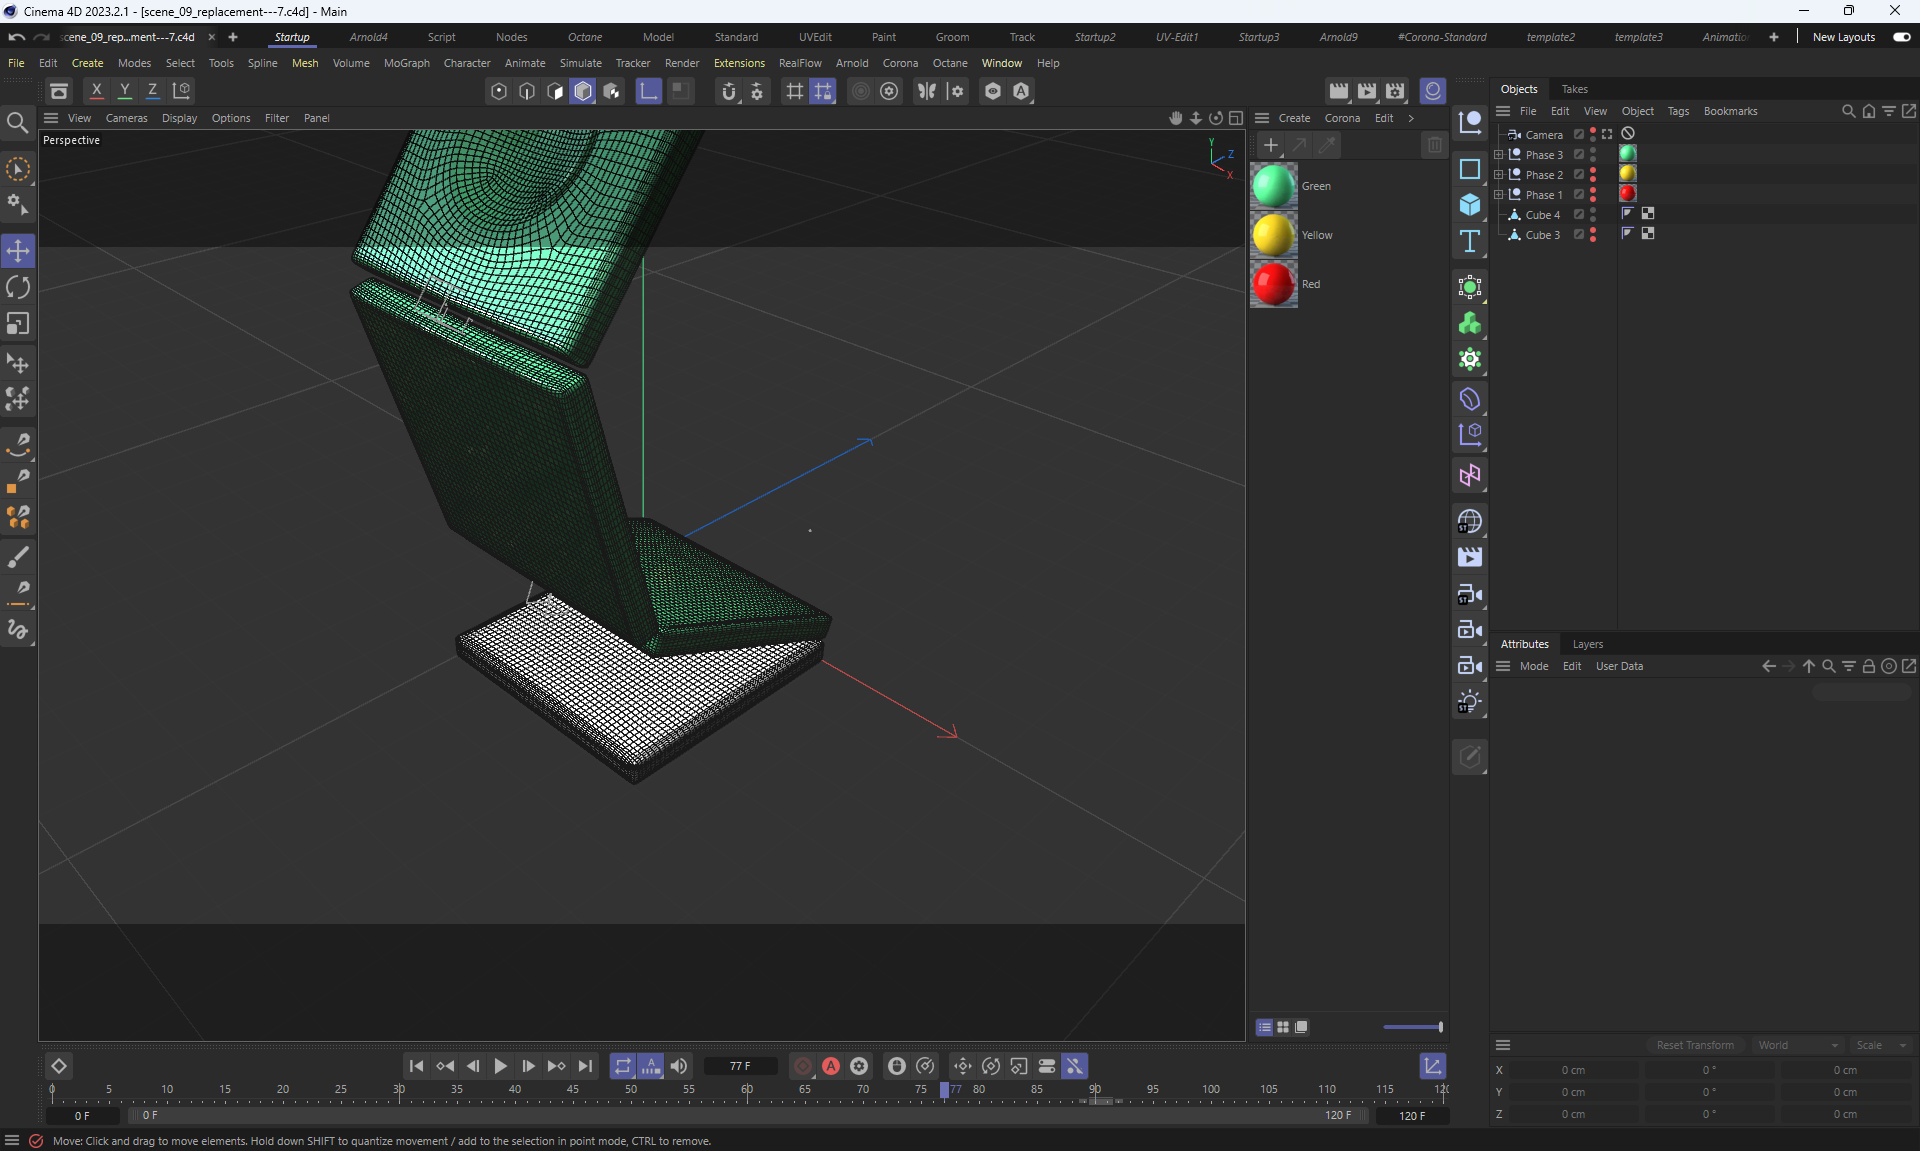 Cinema 4D 2023.2.1 - [scene_09_replacement---7.c4d] - Main
cene_09_rep...ment---7.c4d Startup Arnold4 Script Nodes Octane Model Standard UVEdit Paint Groom Track Startup2 UV-Edit1 Startup3 Arnold9 #Corona-Standard template2 template3 Animatio New Layouts
File Edit Create Modes Select Tools Spline Mesh Volume MoGraph Character Animate Simulate Tracker Render Extensions RealFlow Arnold Corona Octane Window Help
X Y Z
Objects Takes
View Cameras Display Options Filter Panel
Create Corona Edit
File Edit View Object Tags Bookmarks
Perspective
Y
Z
X
Green
Yellow
Red
Camera
Phase 3
Phase 2
Phase 1
Cube 4
Cube 3
Attributes Layers
Mode Edit User Data
Reset Transform World Scale
X 0 cm 0 ° 0 cm
Y 0 cm 0 ° 0 cm
Z 0 cm 0 ° 0 cm
77 F
0 5 10 15 20 25 30 35 40 45 50 55 60 65 70 75 77 80 85 90 95 100 105 110 115 12
0 F 0 F 120 F 120 F
Move: Click and drag to move elements. Hold down SHIFT to quantize movement / add to the selection in point mode, CTRL to remove.